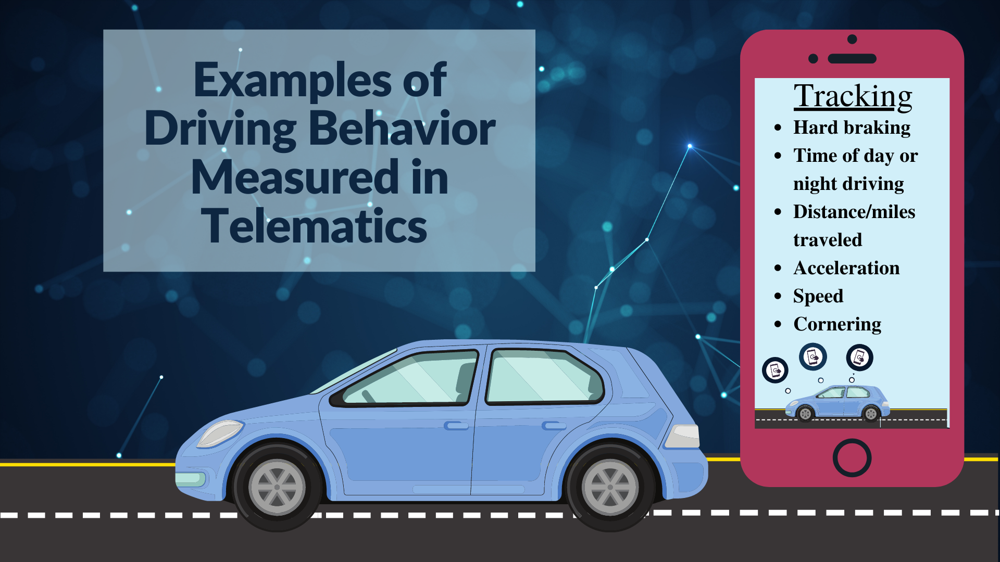 Examples of
Driving Behavior
Measured in
Telematics
Tracking
• Hard braking
• Time of day or
night driving
• Distance/miles
traveled
• Acceleration
• Speed
• Cornering